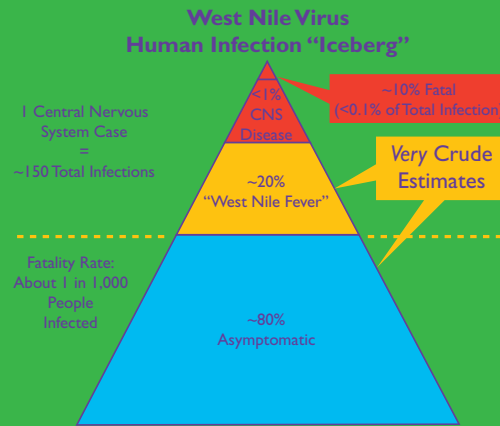 West Nile Virus
Human Infection “Iceberg”
1 Central Nervous
System Case
=
~150 Total Infections
<1%
CNS
Disease
~10% Fatal
(<0.1% of Total Infection
Very Crude
Estimates
~20%
“West Nile Fever”
Fatality Rate:
About 1 in 1,000
People
Infected
~80%
Asymptomatic